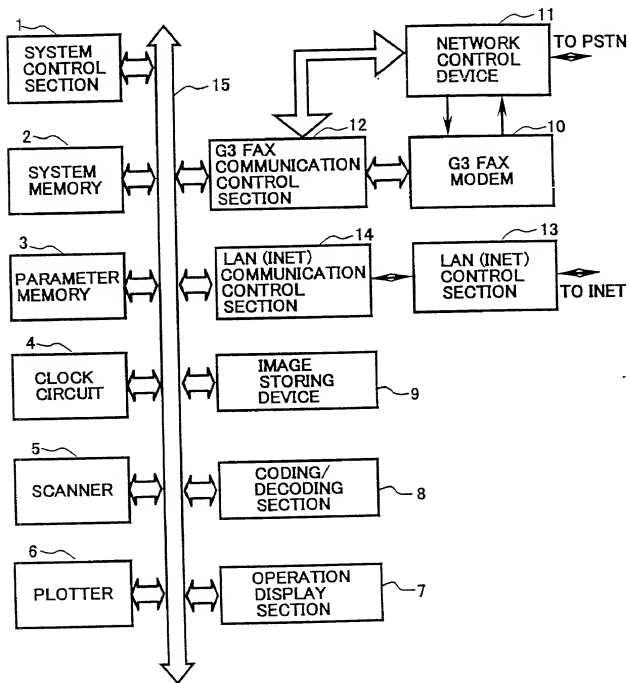 1
SYSTEM
CONTROL
SECTION
15
11
NETWORK
CONTROL
DEVICE
TO PSTN
2
SYSTEM
MEMORY
12
G3 FAX
COMMUNICATION
CONTROL
SECTION
10
G3 FAX
MODEM
3
PARAMETER
MEMORY
14
LAN (INET)
COMMUNICATION
CONTROL
SECTION
13
LAN (INET)
CONTROL
SECTION
TO INET
4
CLOCK
CIRCUIT
IMAGE
STORING
DEVICE
9
5
SCANNER
CODING/
DECODING
SECTION
8
6
PLOTTER
OPERATION
DISPLAY
SECTION
7